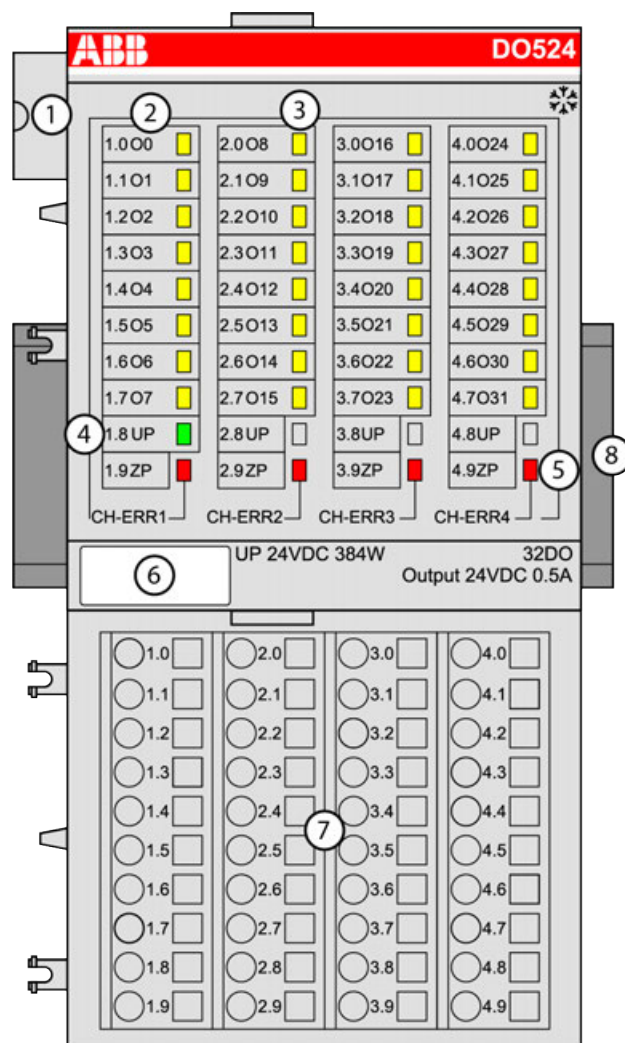 ABB DO524
1 2 3
1.0O0 2.0O8 3.0O16 4.0O24
1.1O1 2.1O9 3.1O17 4.1O25
1.2O2 2.2O10 3.2O18 4.2O26
1.3O3 2.3O11 3.3O19 4.3O27
1.4O4 2.4O12 3.4O20 4.4O28
1.5O5 2.5O13 3.5O21 4.5O29
1.6O6 2.6O14 3.6O22 4.6O30
1.7O7 2.7O15 3.7O23 4.7O31
4 1.8UP 2.8UP 3.8UP 4.8UP 8
1.9ZP 2.9ZP 3.9ZP 4.9ZP 5
CH-ERR1 CH-ERR2 CH-ERR3 CH-ERR4
6 UP 24VDC 384W 32DO
Output 24VDC 0.5A
1.0 2.0 3.0 4.0
1.1 2.1 3.1 4.1
1.2 2.2 3.2 4.2
1.3 2.3 3.3 4.3
1.4 2.4 3.4 4.4
7
1.5 2.5 3.5 4.5
1.6 2.6 3.6 4.6
1.7 2.7 3.7 4.7
1.8 2.8 3.8 4.8
1.9 2.9 3.9 4.9